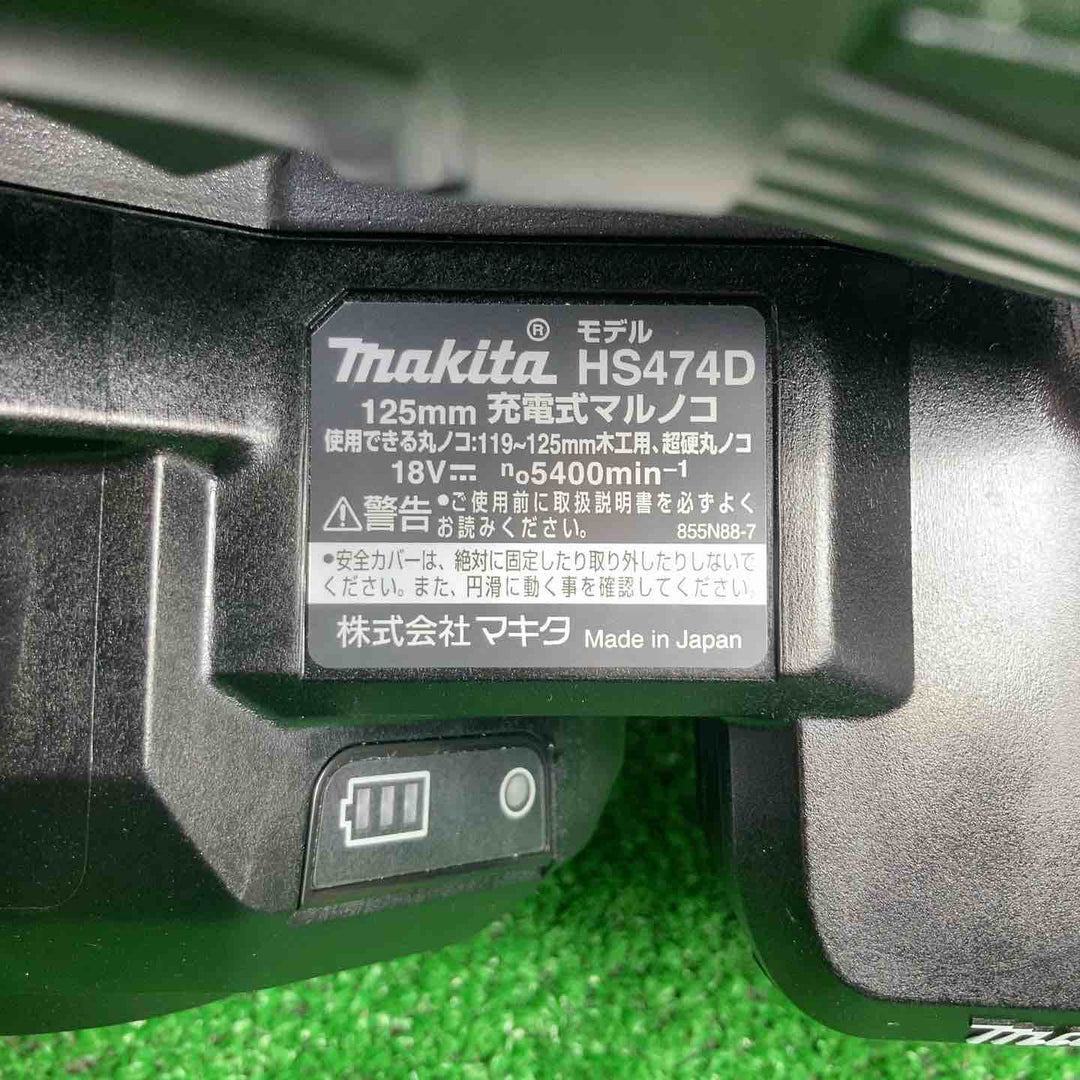 makita® モデル HS474D
125mm 充電式マルノコ
使用できる丸ノコ:119~125mm木工用、超硬丸ノコ
18V⎓ n₀5400min⁻¹
⚠警告 •ご使用前に取扱説明書を必ずよく
お読みください。 855N88-7
•安全カバーは、絶対に固定したり取り外したりしないで
ください。また、円滑に動く事を確認してください。
株式会社マキタ Made in Japan